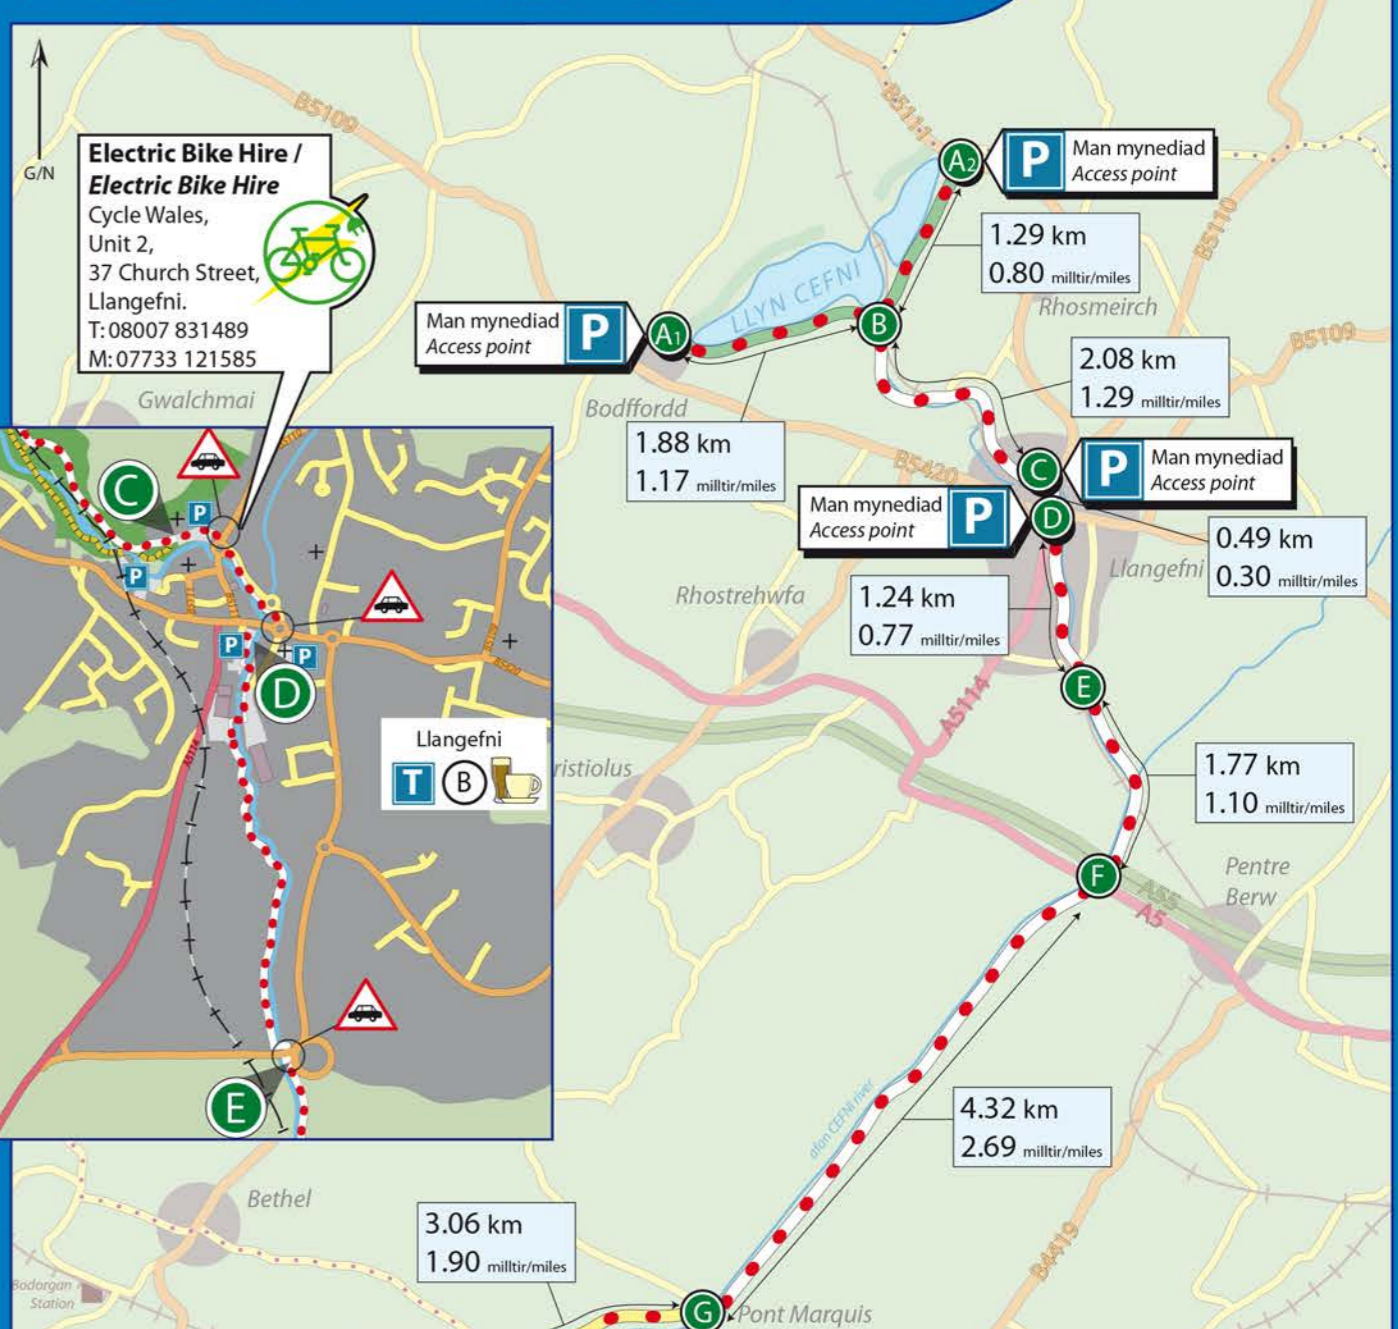 G/N
Electric Bike Hire /
Electric Bike Hire
Cycle Wales,
Unit 2,
37 Church Street,
Llangefni.
T: 08007 831489
M: 07733 121585
B5109
B5111
A2
P
Man mynediad
Access point
1.29 km
0.80 milltir/miles
B5110
Rhosmeirch
LLYN CEFNI
Man mynediad
Access point
P
A1
B
B5109
2.08 km
1.29 milltir/miles
Gwalchmai
Bodffordd
1.88 km
1.17 milltir/miles
B5420
C
P
Man mynediad
Access point
Man mynediad
Access point
P
D
0.49 km
0.30 milltir/miles
Llangefni
Rhostrehwfa
1.24 km
0.77 milltir/miles
E
A5114
C
P
P
P
P
D
B5111
A5114
B5420
Llangefni
T
B
E
ristiolus
1.77 km
1.10 milltir/miles
F
Pentre
Berw
A55
A5
afon CEFNI river
4.32 km
2.69 milltir/miles
Bethel
3.06 km
1.90 milltir/miles
Bodorgan
Station
B4419
G
Pont Marquis